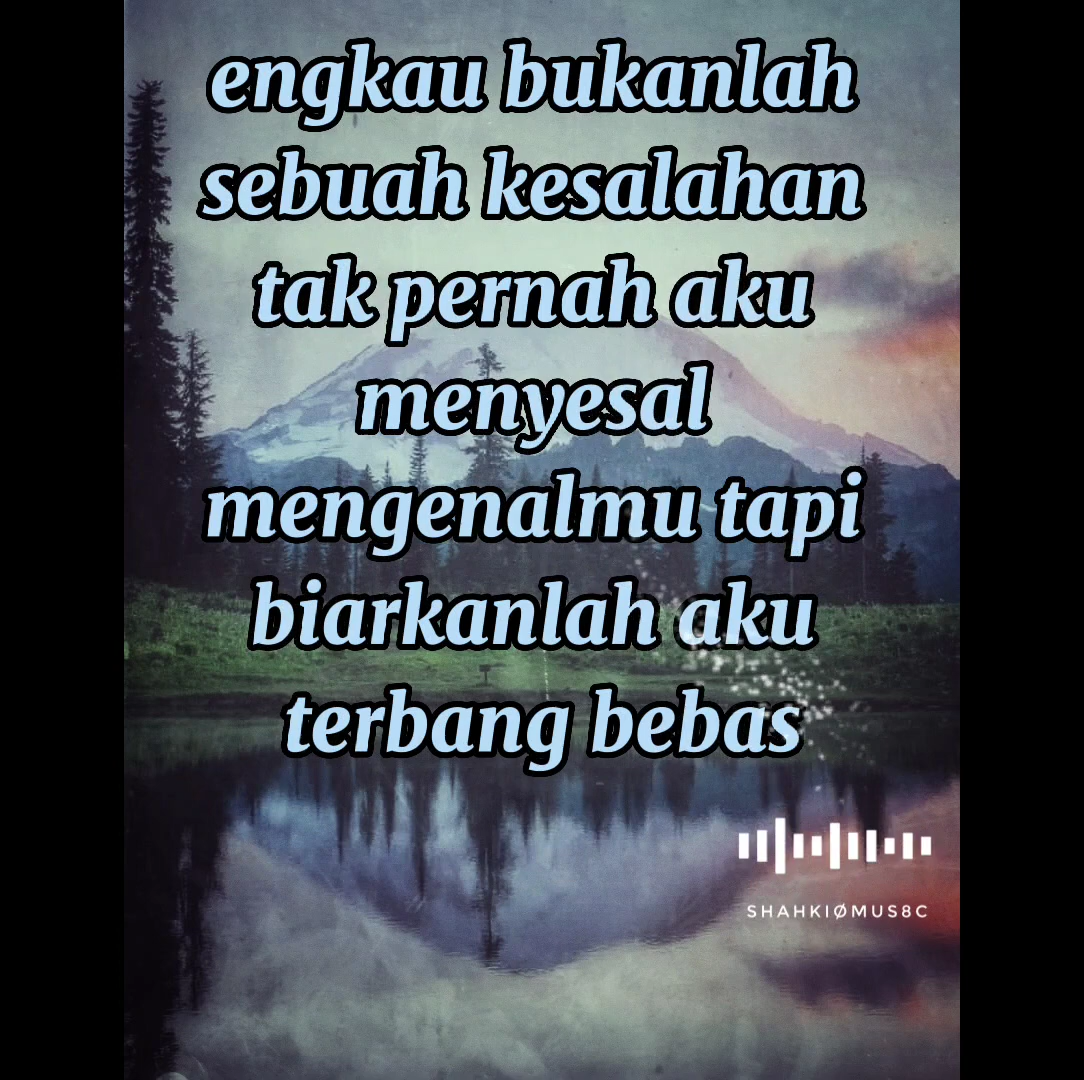 engkau bukanlah
sebuah kesalahan
tak pernah aku
menyesal
mengenalmu tapi
biarkanlah aku
terbang bebas
SHAHKIØMUS8C